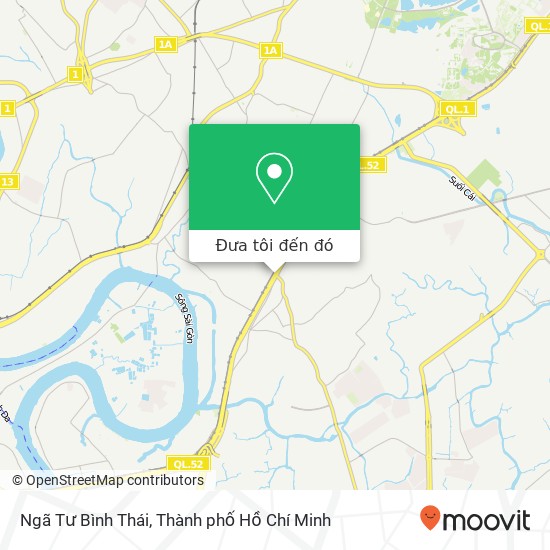 1A
1A
QL.
1
1
QL.1
.52
13
Suối Cái
Đưa tôi đến đó
Sông Sài Gòn
QL.52
© OpenStreetMap contributors
Ngã Tư Bình Thái, Thành phố Hồ Chí Minh
moovit